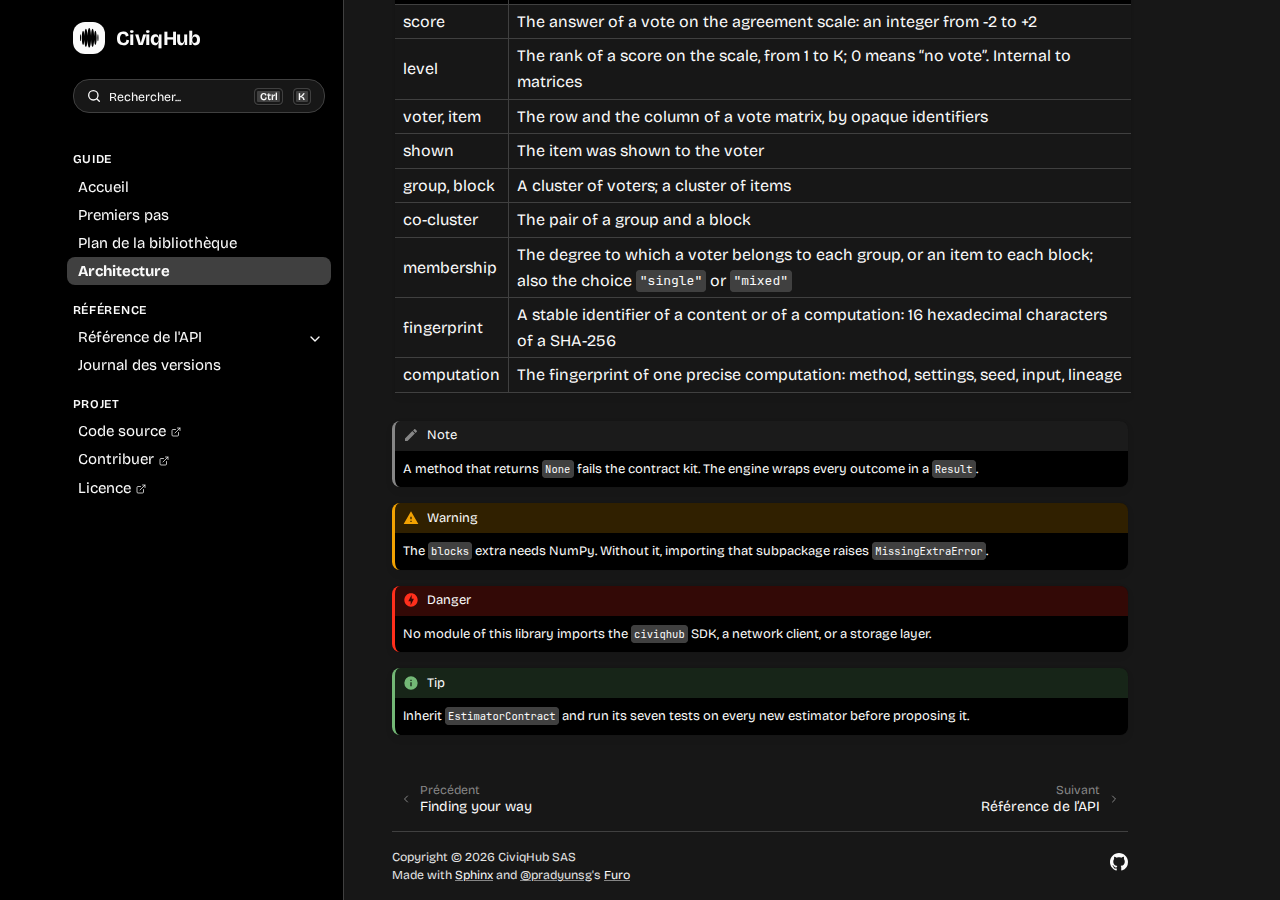 CiviqHub
Rechercher...
Ctrl K
GUIDE
Accueil
Premiers pas
Plan de la bibliothèque
Architecture
RÉFÉRENCE
Référence de l'API
Journal des versions
PROJET
Code source
Contribuer
Licence
score The answer of a vote on the agreement scale: an integer from -2 to +2
level The rank of a score on the scale, from 1 to K; 0 means “no vote”. Internal to
matrices
voter, item The row and the column of a vote matrix, by opaque identifiers
shown The item was shown to the voter
group, block A cluster of voters; a cluster of items
co-cluster The pair of a group and a block
membership The degree to which a voter belongs to each group, or an item to each block;
also the choice "single" or "mixed"
fingerprint A stable identifier of a content or of a computation: 16 hexadecimal characters
of a SHA-256
computation The fingerprint of one precise computation: method, settings, seed, input, lineage
Note
A method that returns None fails the contract kit. The engine wraps every outcome in a Result.
Warning
The blocks extra needs NumPy. Without it, importing that subpackage raises MissingExtraError.
Danger
No module of this library imports the civiqhub SDK, a network client, or a storage layer.
Tip
Inherit EstimatorContract and run its seven tests on every new estimator before proposing it.
Précédent
Finding your way
Suivant
Référence de l’API
Copyright © 2026 CiviqHub SAS
Made with Sphinx and @pradyunsg's Furo